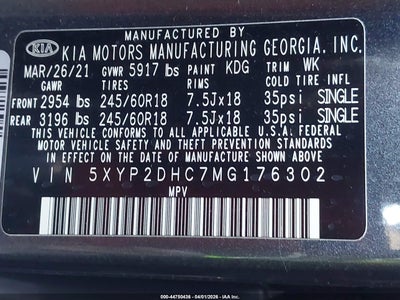 MANUFACTURED BY
KIA KIA MOTORS MANUFACTURING GEORGIA, INC.
MAR/26/21 GVWR 5917 lbs PAINT KDG TRIM WK
GAWR TIRES RIMS COLD TIRE INFL
FRONT 2954 lbs 245/60R18 7.5Jx18 35psi SINGLE
REAR 3196 lbs 245/60R18 7.5Jx18 35psi SINGLE
THIS VEHICLE CONFORMS TO ALL APPLICABLE U.S.A. FEDERAL
MOTOR VEHICLE SAFETY, BUMPER, AND THEFT PREVENTION STANDARDS
IN EFFECT ON THE DATE OF MANUFACTURE SHOWN ABOVE.
VIN 5XYP2DHC7MG176302
MPV
000-44750436 - 04/01/2026 - IAA Inc.